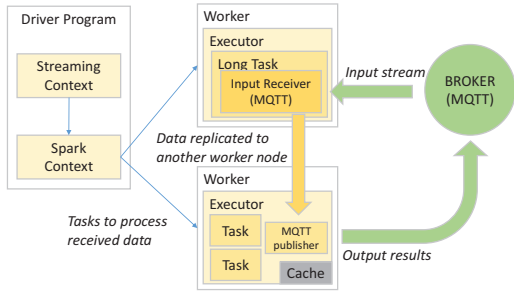 Driver Program
Streaming
Context
Spark
Context
Worker
Executor
Long Task
Input Receiver
(MQTT)
Input stream
BROKER
(MQTT)
Data replicated to
another worker node
Tasks to process
received data
Worker
Executor
Task
Task
MQTT
publisher
Cache
Output results